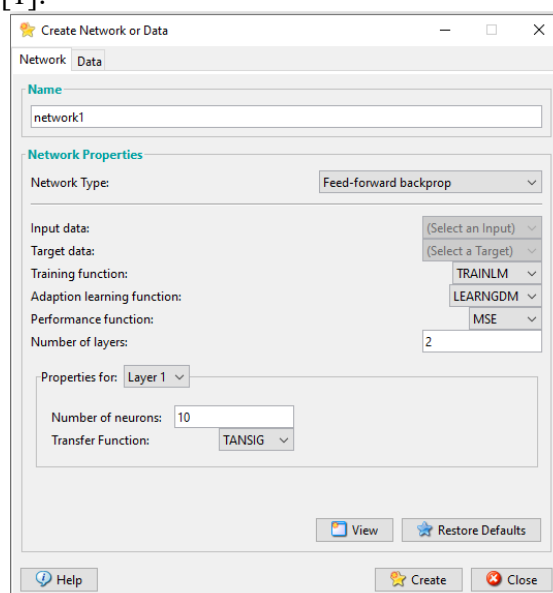 [1].
Create Network or Data
Network Data
Name
network1
Network Properties
Network Type: Feed-forward backprop
Input data: (Select an Input)
Target data: (Select a Target)
Training function: TRAINLM
Adaption learning function: LEARNGDM
Performance function: MSE
Number of layers: 2
Properties for: Layer 1
Number of neurons: 10
Transfer Function: TANSIG
View Restore Defaults
Help Create Close